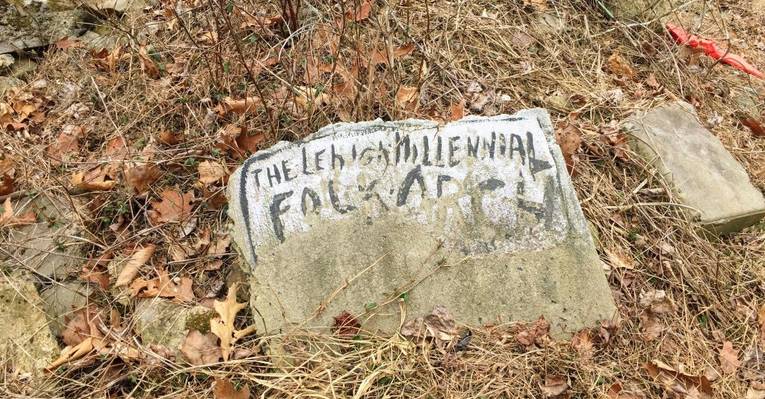 THE LEHIGH MILLENNIAL
FOLK ARCH